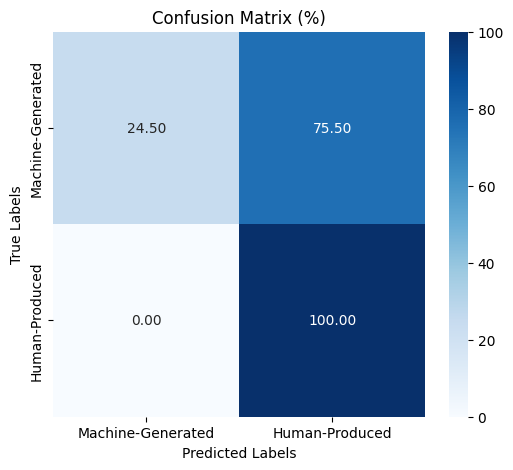 Confusion Matrix (%)
True Labels
Machine-Generated
Human-Produced
24.50 75.50
0.00 100.00
Machine-Generated Human-Produced
Predicted Labels
100
80
60
40
20
0